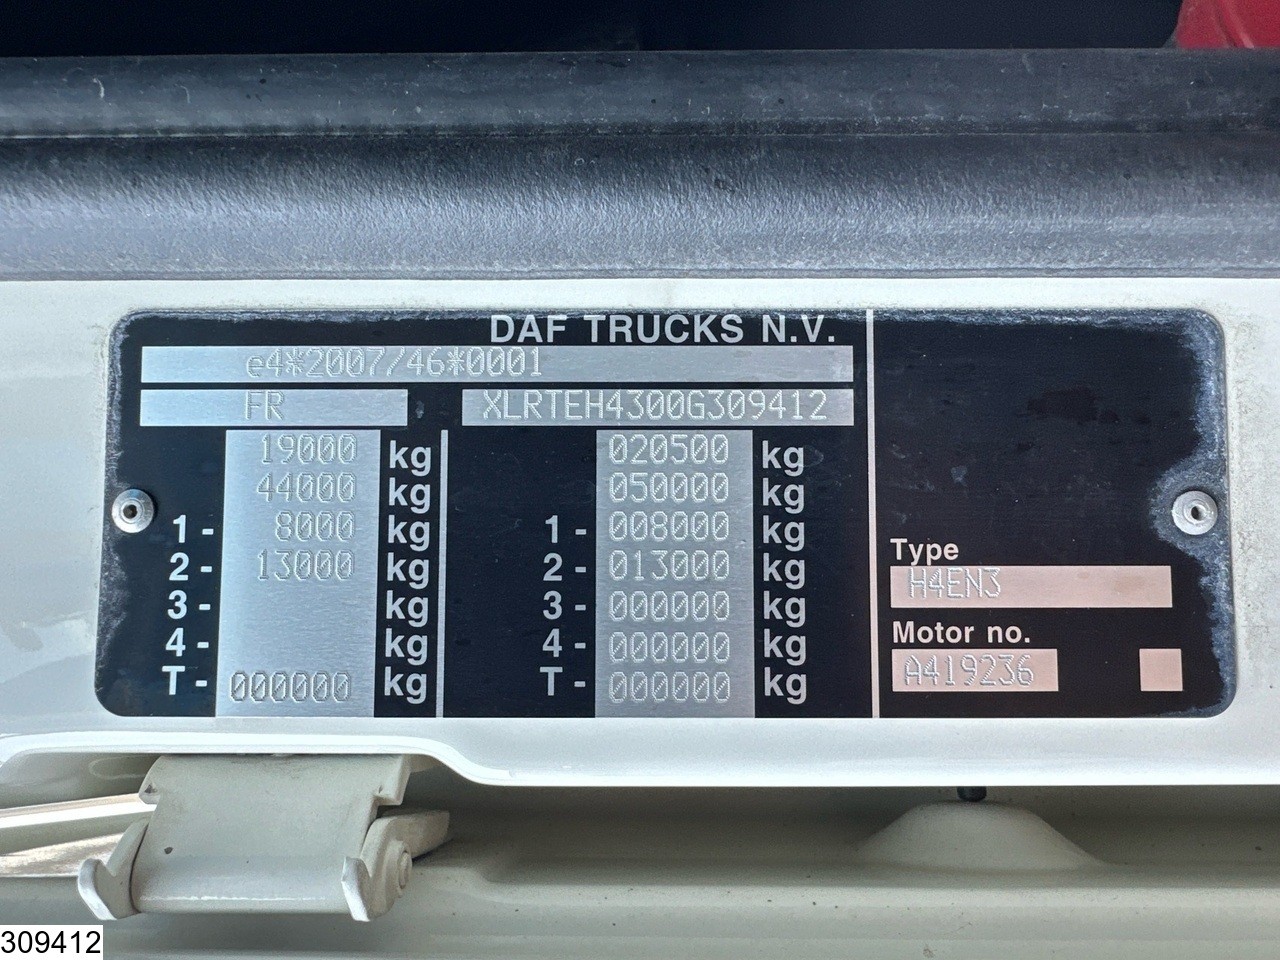 DAF TRUCKS N.V.
e4*2007/46*0001
FR XLRTEH4300G309412
19000 kg 020500 kg
44000 kg 050000 kg
1- 8000 kg 1- 008000 kg
2- 13000 kg 2- 013000 kg
3- kg 3- 000000 kg
4- kg 4- 000000 kg
T- 000000 kg T- 000000 kg
Type
H4EN3
Motor no.
A419236
309412